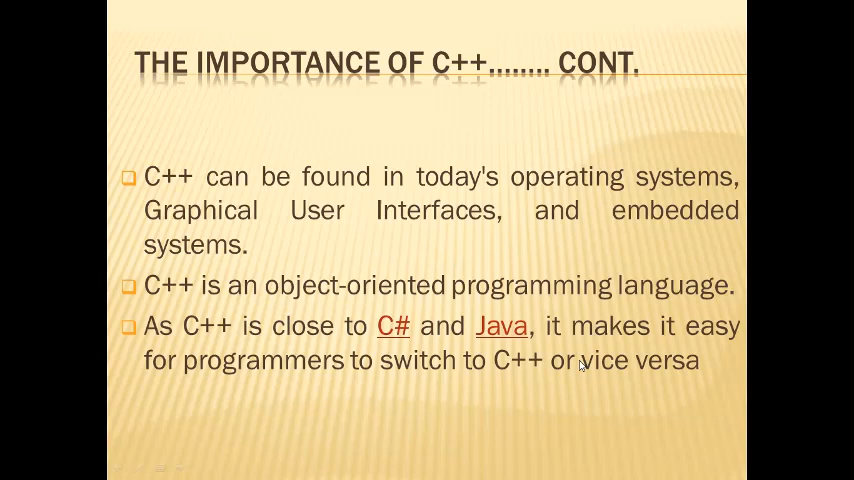 THE IMPORTANCE OF C++........ CONT.
C++ can be found in today's operating systems,
Graphical User Interfaces, and embedded
systems.
C++ is an object-oriented programming language.
As C++ is close to C# and Java, it makes it easy
for programmers to switch to C++ or vice versa